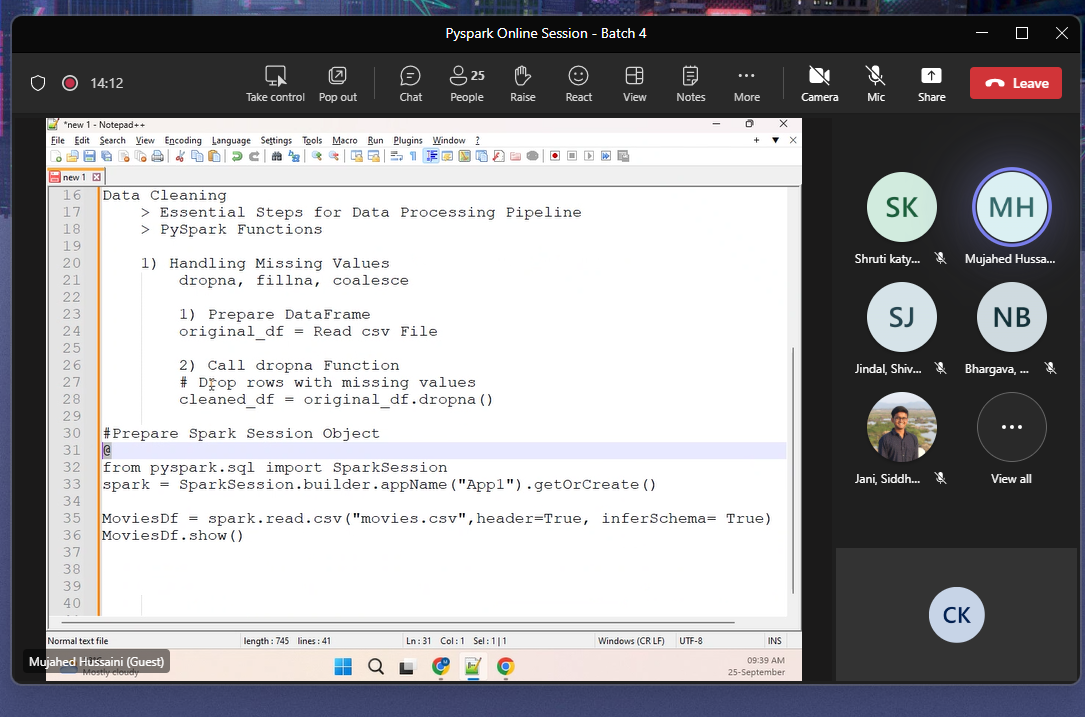 Pyspark Online Session - Batch 4
14:12
Take control
Pop out
Chat
25
People
Raise
React
View
Notes
More
Camera
Mic
Share
Leave
*new 1 - Notepad++
File Edit Search View Encoding Language Settings Tools Macro Run Plugins Window ?
new 1
16 Data Cleaning
17 > Essential Steps for Data Processing Pipeline
18 > PySpark Functions
19
20 1) Handling Missing Values
21 dropna, fillna, coalesce
22
23 1) Prepare DataFrame
24 original_df = Read csv File
25
26 2) Call dropna Function
27 # Drop rows with missing values
28 cleaned_df = original_df.dropna()
29
30 #Prepare Spark Session Object
31 @
32 from pyspark.sql import SparkSession
33 spark = SparkSession.builder.appName("App1").getOrCreate()
34
35 MoviesDf = spark.read.csv("movies.csv",header=True, inferSchema= True)
36 MoviesDf.show()
37
38
39
40
Normal text file length : 745 lines : 41 Ln : 31 Col : 1 Sel : 1 | 1 Windows (CR LF) UTF-8 INS
Mujahed Hussaini (Guest)
Mostly cloudy
09:39 AM
25-September
SK
Shruti katy...
MH
Mujahed Hussa...
SJ
Jindal, Shiv...
NB
Bhargava, ...
Jani, Siddh...
View all
CK